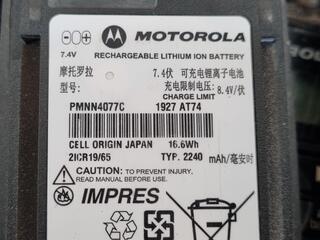 MOTOROLA
7.4V RECHARGEABLE LITHIUM ION BATTERY
摩托罗拉 7.4伏 可充电锂离子电池
型号: 充电限制电压: 8.4V/伏
CHARGE LIMIT
PMNN4077C 1927 AT74
CELL ORIGIN JAPAN 16.6Wh
2ICR19/65 TYP. 2240 mAh/毫安时
CAUTION: TO PREVENT INJURY,
READ MANUAL BEFORE USE.
IMPRES